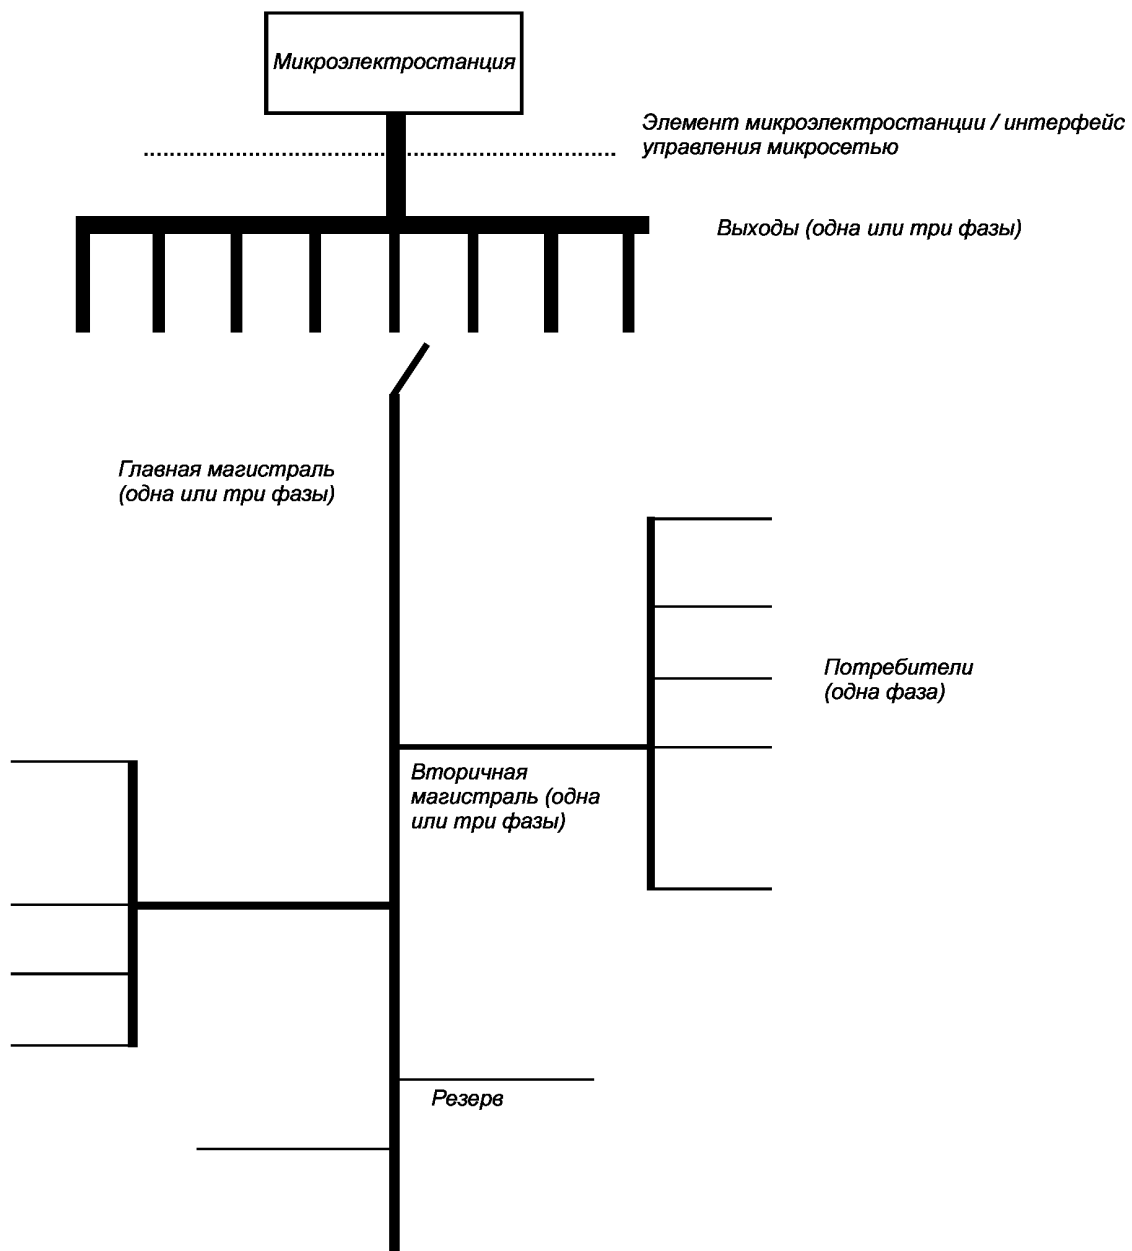 Микроэлектростанция
Элемент микроэлектростанции / интерфейс
управления микросетью
Выходы (одна или три фазы)
Главная магистраль
(одна или три фазы)
Потребители
(одна фаза)
Вторичная
магистраль (одна
или три фазы)
Резерв